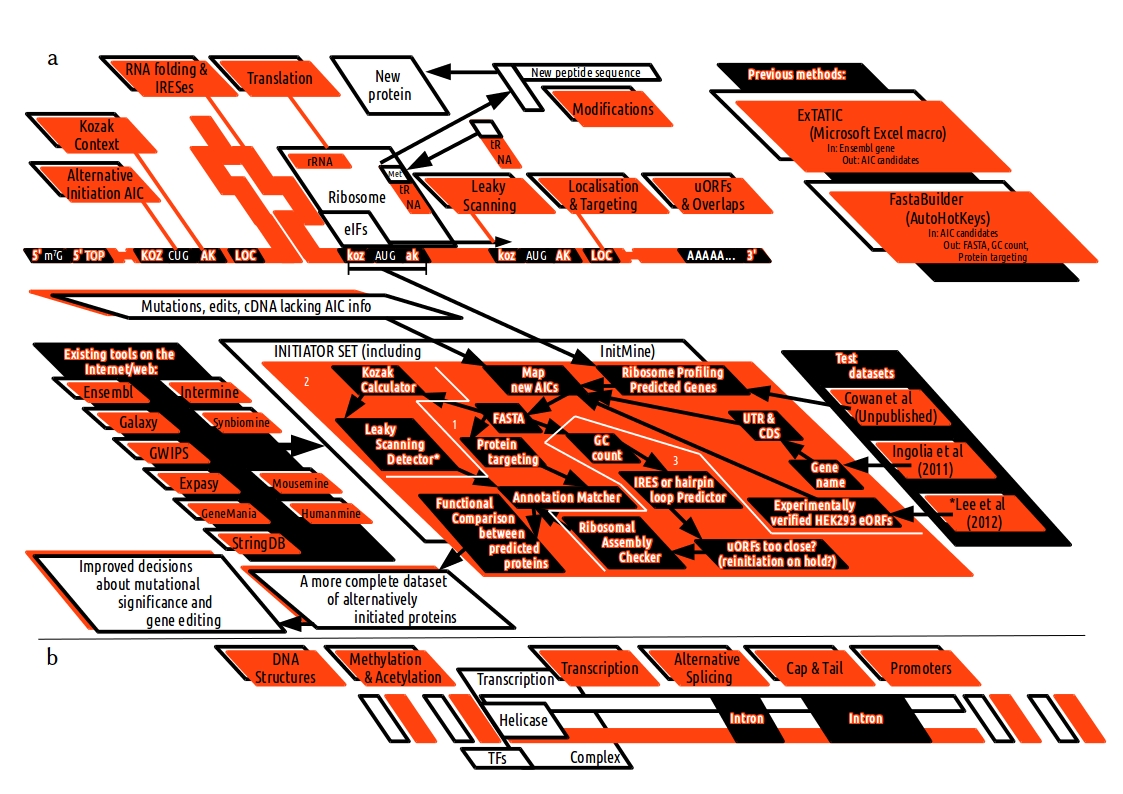 a
RNA folding &
IRESes
Translation
New
protein
New peptide sequence
Modifications
Previous methods:
ExTATIC
(Microsoft Excel macro)
In: Ensembl gene
Out: AIC candidates
FastaBuilder
(AutoHotKeys)
In: AIC candidates
Out: FASTA, GC count,
Protein targeting
Kozak
Context
Alternative
Initiation AIC
rRNA
Ribosome
eIFs
Met
tR
NA
tR
NA
Leaky
Scanning
Localisation
& Targeting
uORFs
& Overlaps
5' m⁷G 5'TOP KOZ CUG AK LOC koz AUG ak koz AUG AK LOC AAAAA... 3'
Mutations, edits, cDNA lacking AIC info
Existing tools on the
Internet/web:
Ensembl
Intermine
Galaxy
Synbiomine
GWIPS
Expasy
Mousemine
GeneMania
Humanmine
StringDB
INITIATOR SET (including InitMine)
2
Kozak
Calculator
Map
new AICs
Ribosome Profiling
Predicted Genes
Leaky
Scanning
Detector*
1
FASTA
Protein
targeting
GC
count
UTR &
CDS
3
Gene
name
IRES or hairpin
loop Predictor
Annotation Matcher
Experimentally
verified HEK293 eORFs
Functional
Comparison
between
predicted
proteins
Ribosomal
Assembly
Checker
uORFs too close?
(reinitiation on hold?)
Test
datasets
Cowan et al
(Unpublished)
Ingolia et al
(2011)
*Lee et al
(2012)
Improved decisions
about mutational
significance and
gene editing
A more complete dataset
of alternatively
initiated proteins
b
DNA
Structures
Methylation
& Acetylation
Transcription
Transcription
Alternative
Splicing
Cap & Tail
Promoters
Helicase
Intron
Intron
TFs
Complex